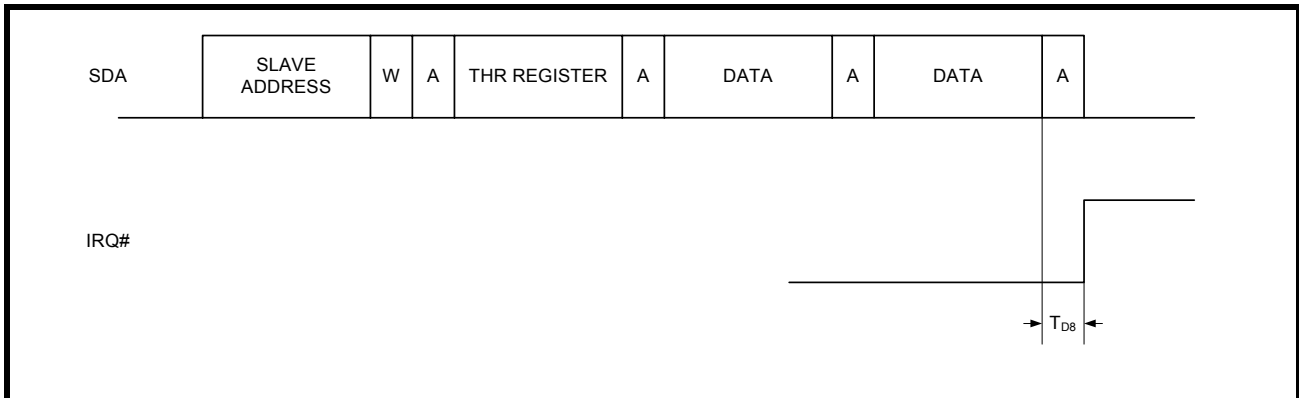 SDA
SLAVE
ADDRESS
W
A
THR REGISTER
A
DATA
A
DATA
A
IRQ#
TD8